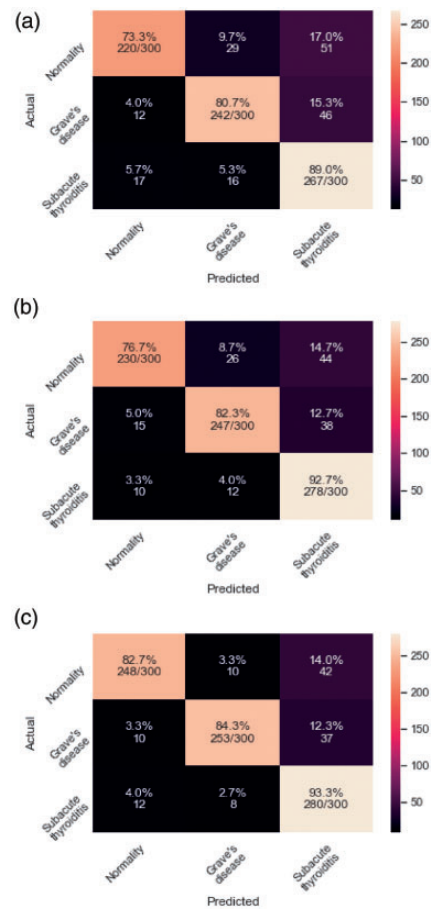 (a)
Normality 73.3% 9.7% 17.0%
220/300 29 51
Actual Grave's disease 4.0% 80.7% 15.3%
12 242/300 46
Subacute thyroiditis 5.7% 5.3% 89.0%
17 16 267/300
250
200
150
100
50
Normality Grave's disease Subacute thyroiditis
Predicted
(b)
Normality 76.7% 8.7% 14.7%
230/300 26 44
Actual Grave's disease 5.0% 82.3% 12.7%
15 247/300 38
Subacute thyroiditis 3.3% 4.0% 92.7%
10 12 278/300
250
200
150
100
50
Normality Grave's disease Subacute thyroiditis
Predicted
(c)
Normality 82.7% 3.3% 14.0%
248/300 10 42
Actual Grave's disease 3.3% 84.3% 12.3%
10 253/300 37
Subacute thyroiditis 4.0% 2.7% 93.3%
12 8 280/300
250
200
150
100
50
Normality Grave's disease Subacute thyroiditis
Predicted